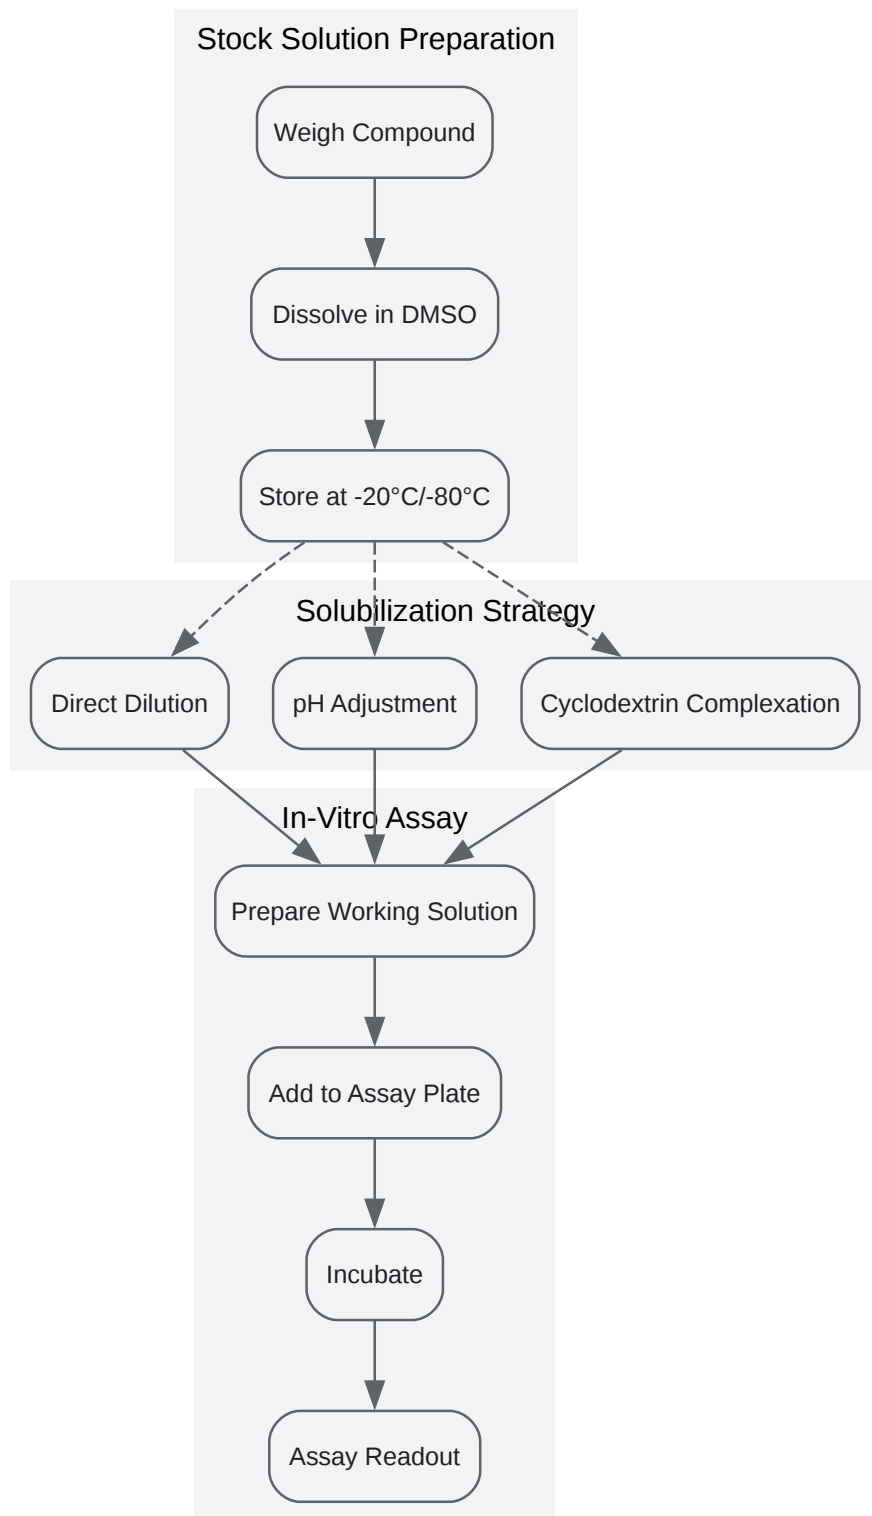 Stock Solution Preparation
Weigh Compound
Dissolve in DMSO
Store at -20°C/-80°C
Solubilization Strategy
Direct Dilution
pH Adjustment
Cyclodextrin Complexation
In-Vitro Assay
Prepare Working Solution
Add to Assay Plate
Incubate
Assay Readout